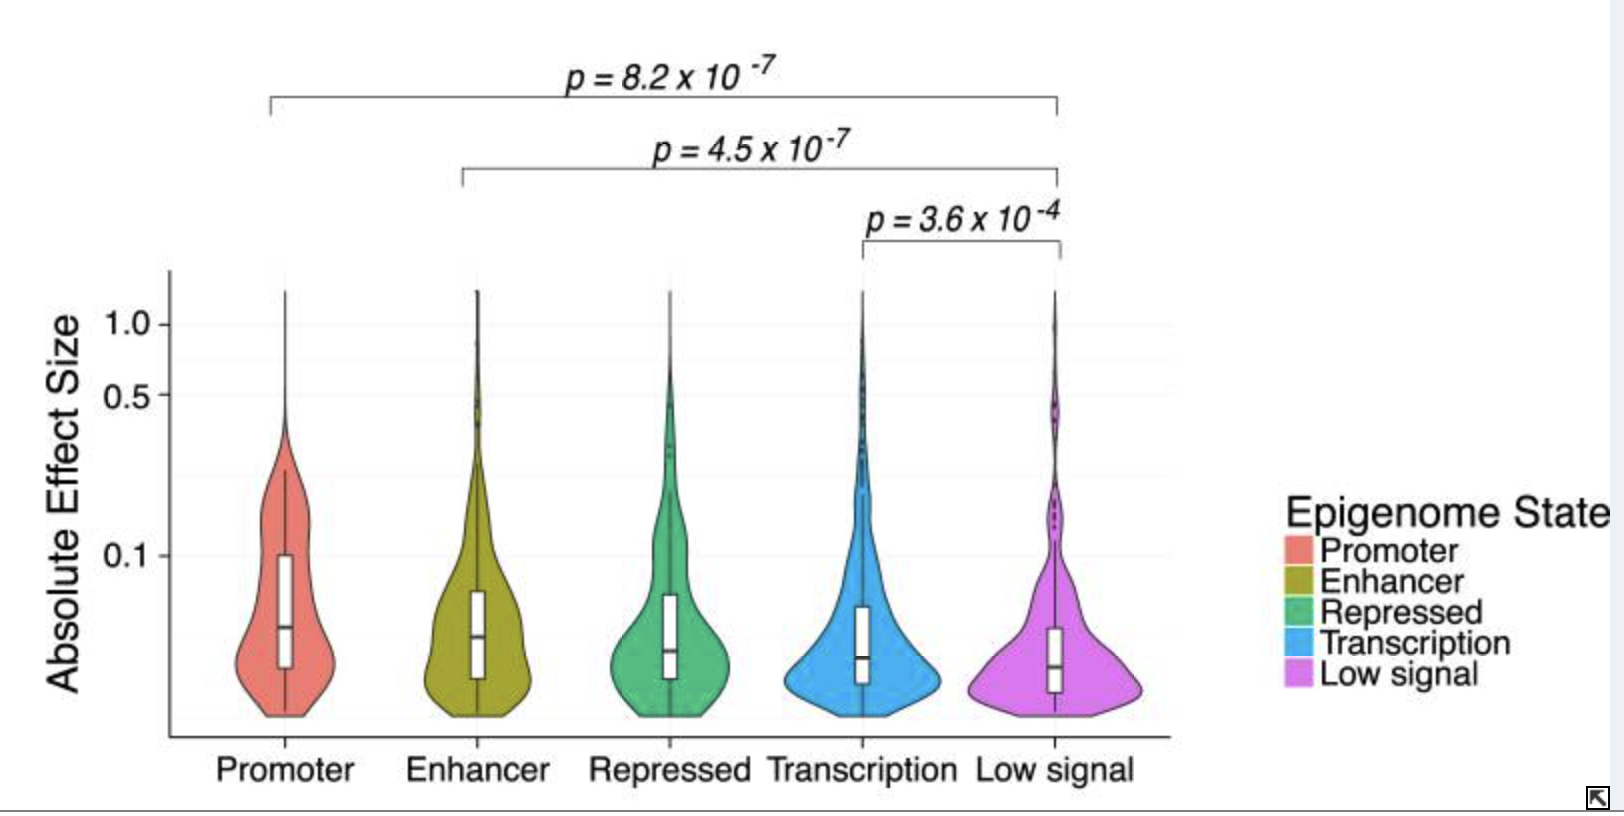 p = 8.2 x 10 -7
p = 4.5 x 10-7
p = 3.6 x 10-4
Absolute Effect Size
1.0
0.5
0.1
Promoter Enhancer Repressed Transcription Low signal
Epigenome State
Promoter
Enhancer
Repressed
Transcription
Low signal